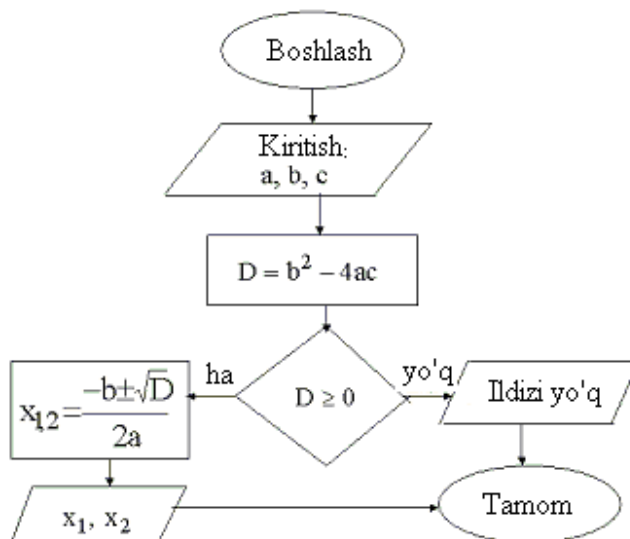 Boshlash
Kiritish:
a, b, c
D = b² − 4ac
D ≥ 0
ha
yo'q
x1,2 = (−b±√D)/2a
Ildizi yo'q
x₁, x₂
Tamom